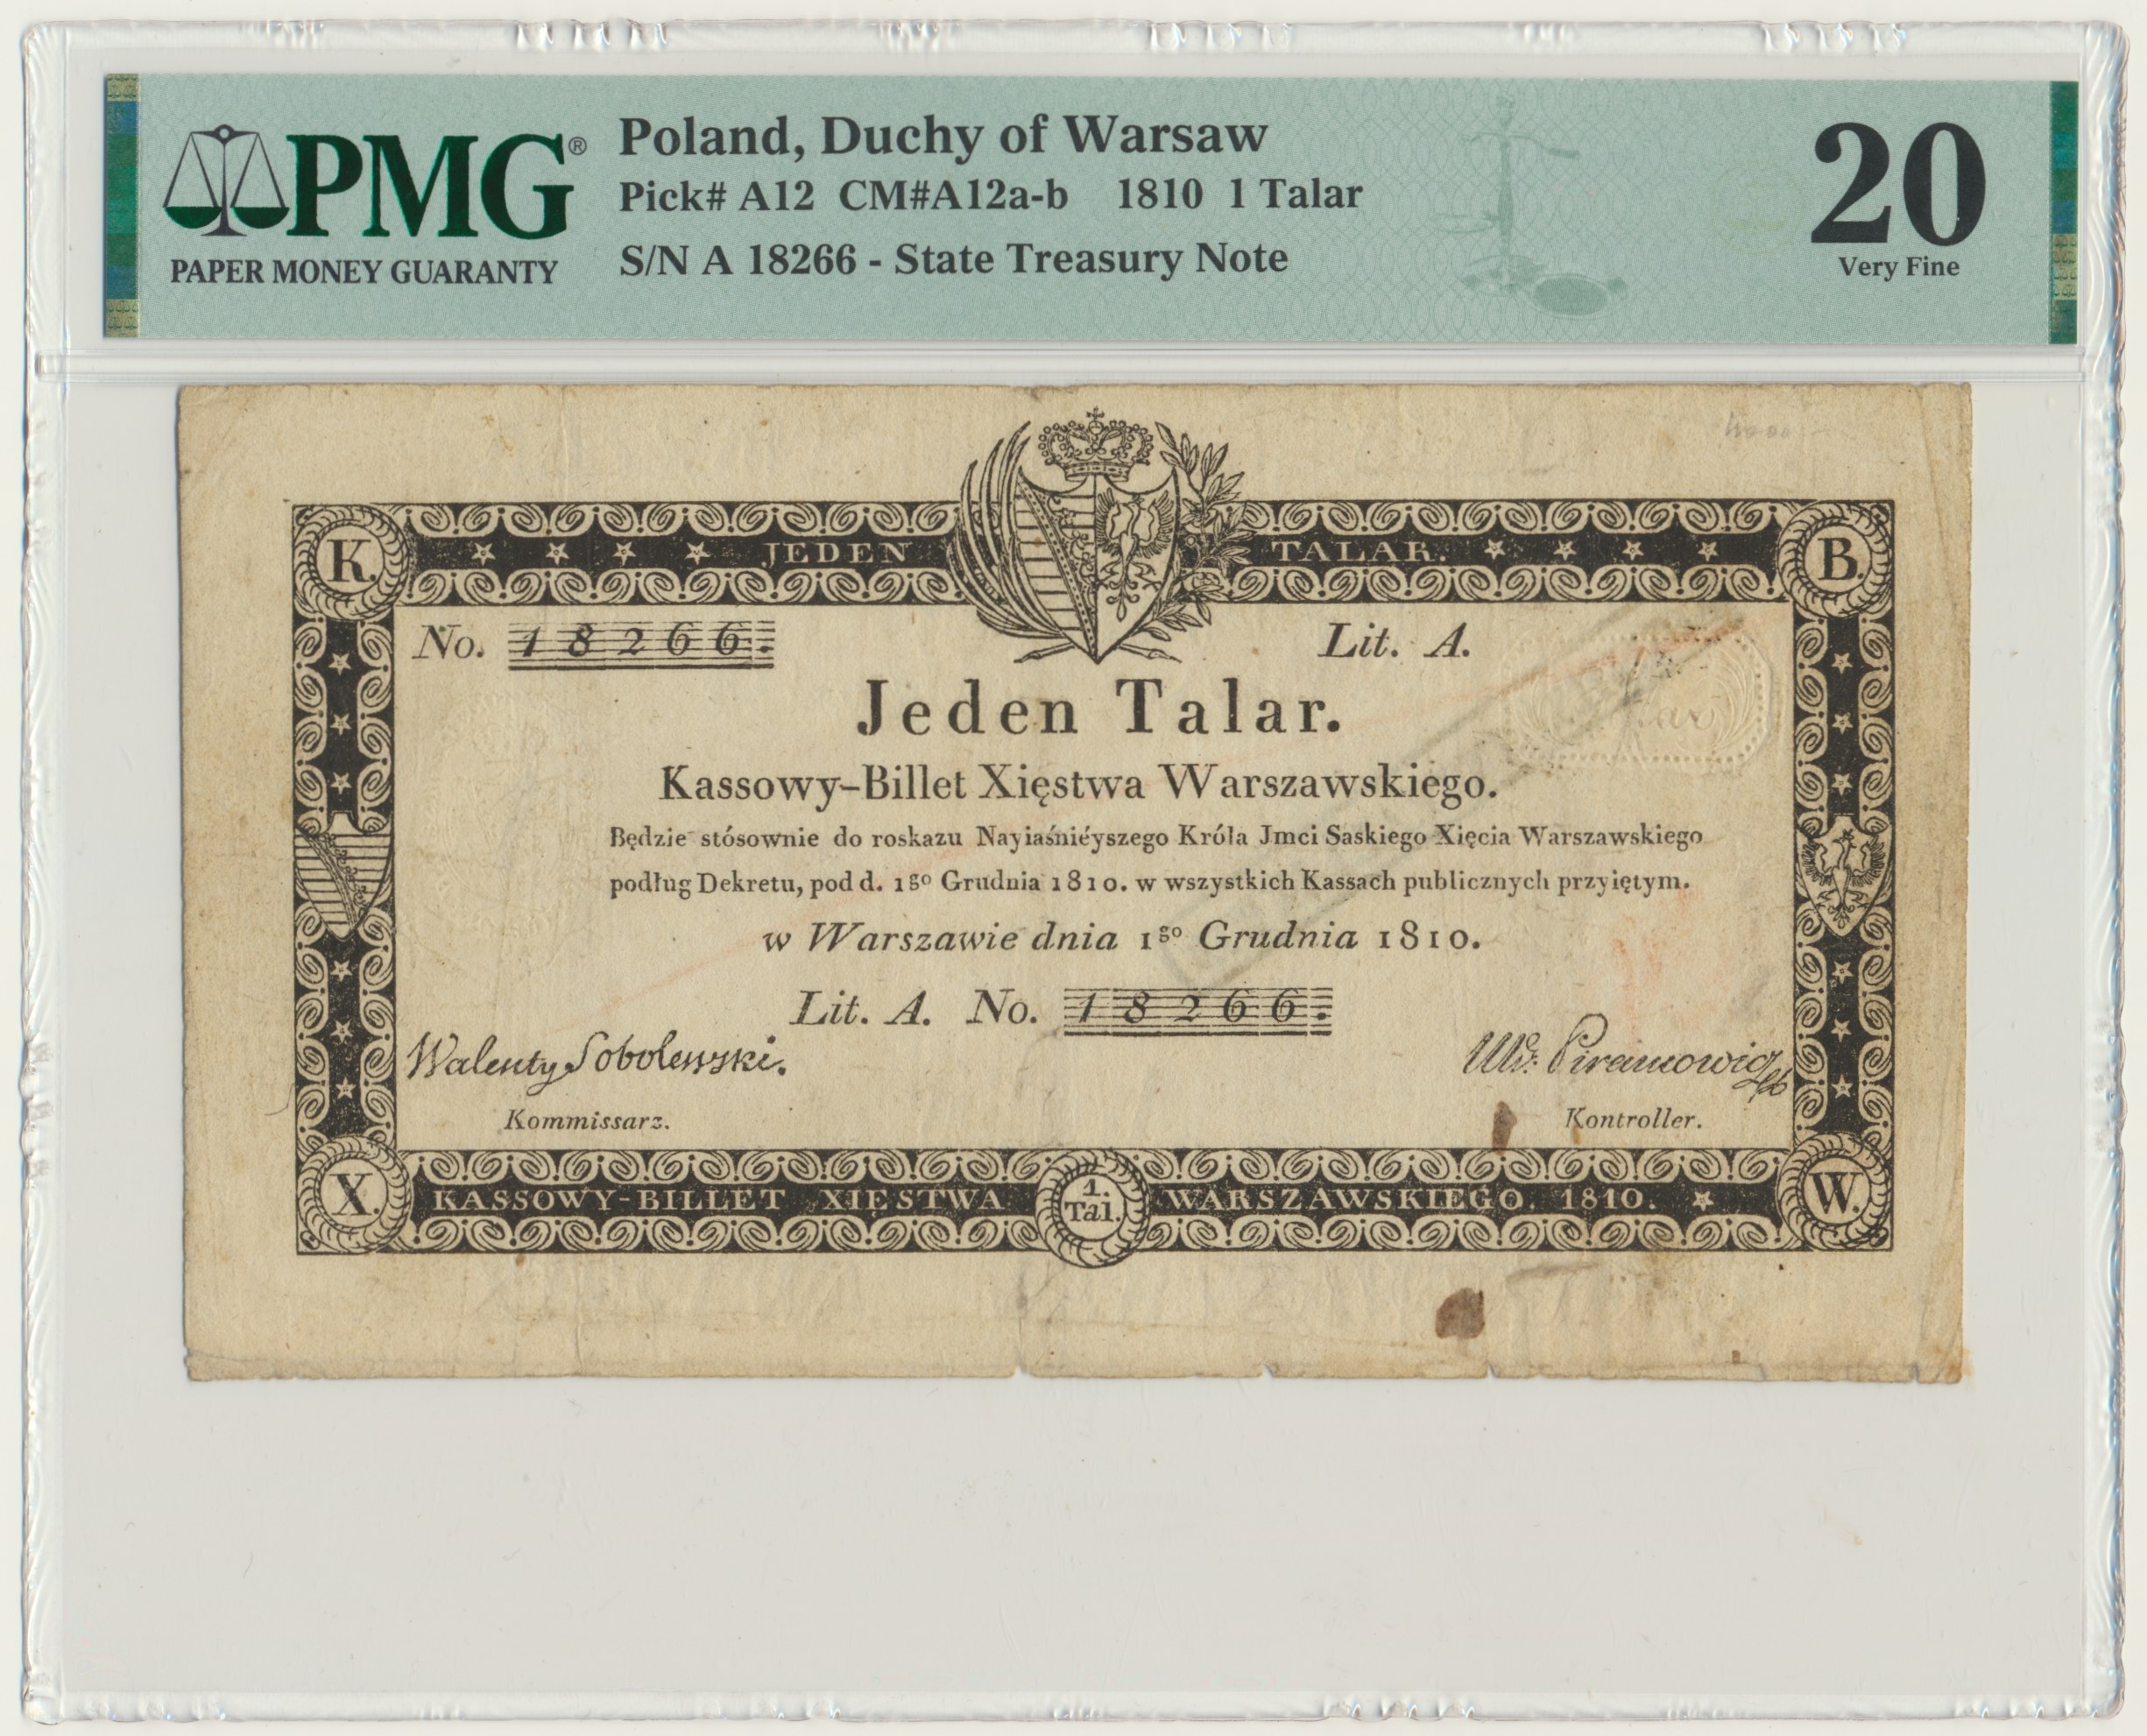 PMG®
PAPER MONEY GUARANTY
Poland, Duchy of Warsaw
Pick# A12 CM#A12a-b 1810 1 Talar
S/N A 18266 - State Treasury Note
20
Very Fine
K. JEDEN TALAR. B.
No. 18266. Lit. A.
Jeden Talar.
Kassowy-Billet Xięstwa Warszawskiego.
Będzie stósownie do roskazu Nayiaśniéyszego Króla Jmci Saskiego Xięcia Warszawskiego
podług Dekretu, pod d. 1go Grudnia 1810. w wszystkich Kassach publicznych przyiętym.
w Warszawie dnia 1go Grudnia 1810.
Lit. A. No. 18266.
Walenty Sobolewski.
Kommissarz.
Kontroller.
X. KASSOWY-BILLET XIĘSTWA 1. Tal. WARSZAWSKIEGO. 1810. W.